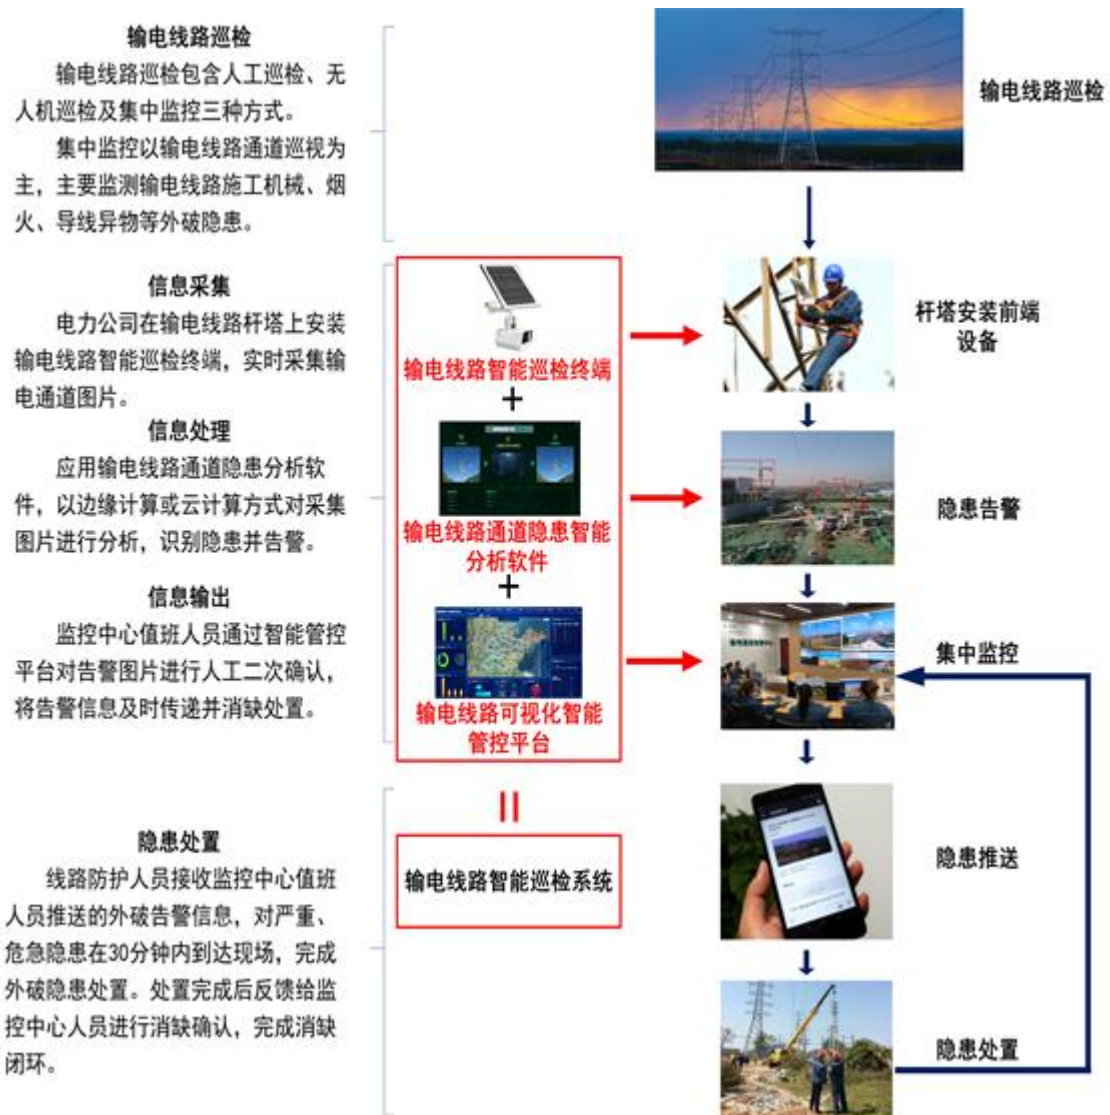 输电线路巡检
输电线路巡检包含人工巡检、无
人机巡检及集中监控三种方式。
集中监控以输电线路通道巡视为
主，主要监测输电线路施工机械、烟
火、导线异物等外破隐患。
输电线路巡检
信息采集
电力公司在输电线路杆塔上安装
输电线路智能巡检终端，实时采集输
电通道图片。
信息处理
应用输电线路通道隐患分析软
件，以边缘计算或云计算方式对采集
图片进行分析，识别隐患并告警。
信息输出
监控中心值班人员通过智能管控
平台对告警图片进行人工二次确认，
将告警信息及时传递并消缺处置。
输电线路智能巡检终端
+
输电线路通道隐患智能
分析软件
+
输电线路可视化智能
管控平台
杆塔安装前端
设备
隐患告警
集中监控
隐患处置
线路防护人员接收监控中心值班
人员推送的外破告警信息，对严重、
危急隐患在30分钟内到达现场，完成
外破隐患处置。处置完成后反馈给监
控中心人员进行消缺确认，完成消缺
闭环。
输电线路智能巡检系统
隐患推送
隐患处置